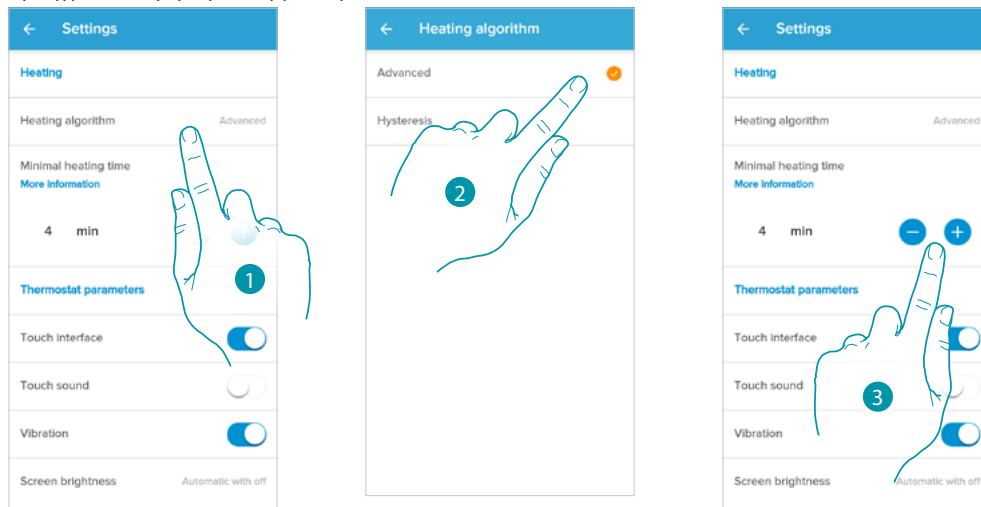 Settings
Heating
Heating algorithm Advanced
Minimal heating time
More Information
4 min
1
Thermostat parameters
Touch interface
Touch sound
Vibration
Screen brightness Automatic with off
Heating algorithm
Advanced
Hysteresis
2
Settings
Heating
Heating algorithm Advanced
Minimal heating time
More Information
4 min
Thermostat parameters
Touch interface
Touch sound
3
Vibration
Screen brightness Automatic with off